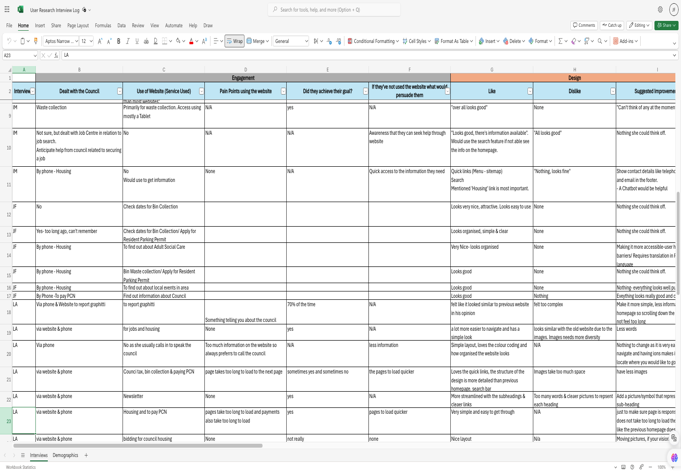 User Research Interview Log
Search for tools, help, and more (Option + Q)
File Home Insert Share Page Layout Formulas Data Review View Automate Help Draw
Comments Catch up Editing Share
Aptos Narrow... 12 Wrap Merge General Conditional Formatting Cell Styles Format As Table Insert Delete Format Add-ins
A23 LA
A B C D E F G H I
1 Engagement Design
2 Interview Dealt with the Council Use of Website (Service Used) Pain Points using the website Did they achieve their goal? If they've not used the website what would persuade them Like Dislike Suggested improveme
9 IM Waste collection Primarily for waste collection. Access using mostly a Tablet N/A yes N/A "over all looks good" None "Can't think of any at the momen
10 IM Not sure, but dealt with Job Centre in relation to job search. Anticipate help from council related to securing a job No N/A N/A Awareness that they can seek help through website "Looks good, there's information available". Would use the search feature if not able see the info on the homepage. "All looks good" Nothing she could think off.
11 IM By phone - Housing No Would use to get information None N/A Quick access to the information they need Quick links (Menu - sitemap) Search Mentioned 'Housing' link is most important. "Nothing, looks fine" Show contact details like teleph and email in the footer. - A Chatbot would be helpful
12 JF No Check dates for Bin Collection Looks very nice, attractive. Looks easy to use None Nothing she could think off.
13 JF Yes- too long ago, can't remember Check dates for Bin Collection/ Apply for Resident Parking Permit Looks organised, simple & clear None Nothing she could think off.
14 JF By phone - Housing To find out about Adult Social Care Very Nice- looks organised None Making it more accessible-user barriers/ Requires translation in language
15 JF By phone - Housing Bin Waste collection/ Apply for Resident Parking Permit Looks good None Nothing she could think off.
16 JF By phone - Housing To find out about local events in area Looks good None Nothing- everything looks well pu
17 JF By Phone -To pay PCN Find out information about Council Looks good Nothing Eveything looks really good and c
18 LA Via phone & Website to report graphitti to report graphitti Something telling you about the council 70% of the time N/A felt like it looked similar to previous website in his opinion felt too complex Make it more simple, less inform homepage so scrolling down the not feel too long
19 LA via website & phone for jobs and housing None yes N/A a lot more easier to navigate and has a simple look looks similar with the old website due to the images. Images needs more diversity Less words
20 LA Via phone No as she usually calls in to speak the council Too much information on the website so always prefers to call the council N/A less information Simple layout, loves the colour coding and how organised the website looks N/A Nothing to change as it is very ea navigate and having ions makes i locate where you would like to go
21 LA via website & phone Counci tax, bin collection & paying PCN page takes too long to load to the next page sometimes yes and sometimes no the pages to load quicker Loves the quick links, the structure of the design is more detailed than previous homepage, search bar Images take too much space have less images
22 LA via website & phone Newsletter None yes N/A More streamlined with the subheadings & clearer links Too many words & clearer pictures to repesent each heading Add a picture/symbol that repres sub-heading
23 LA via website & phone Housing and to pay PCN pages take too long to load and payments also take too long to load yes pages to load quicker Very simple and easy to get through N/A just to make sure page is respon does not take too long to load the like the previous homepage does
LA via website & phone bidding for council housing None not really none Nice layout N/a Moving pictures, if your vision
Interviews Demographics
Workbook Statistics
100%